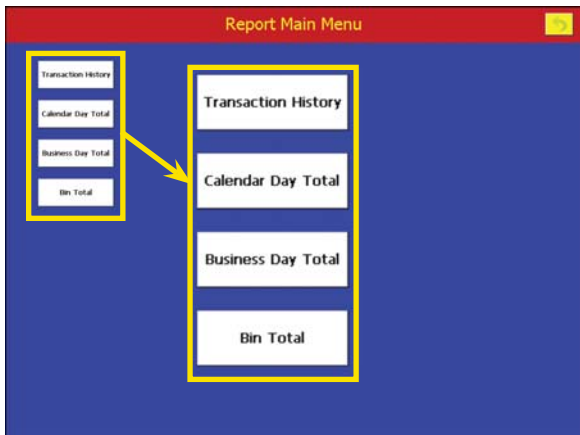 Report Main Menu
Transaction History
Calendar Day Total
Business Day Total
Bin Total
Transaction History
Calendar Day Total
Business Day Total
Bin Total